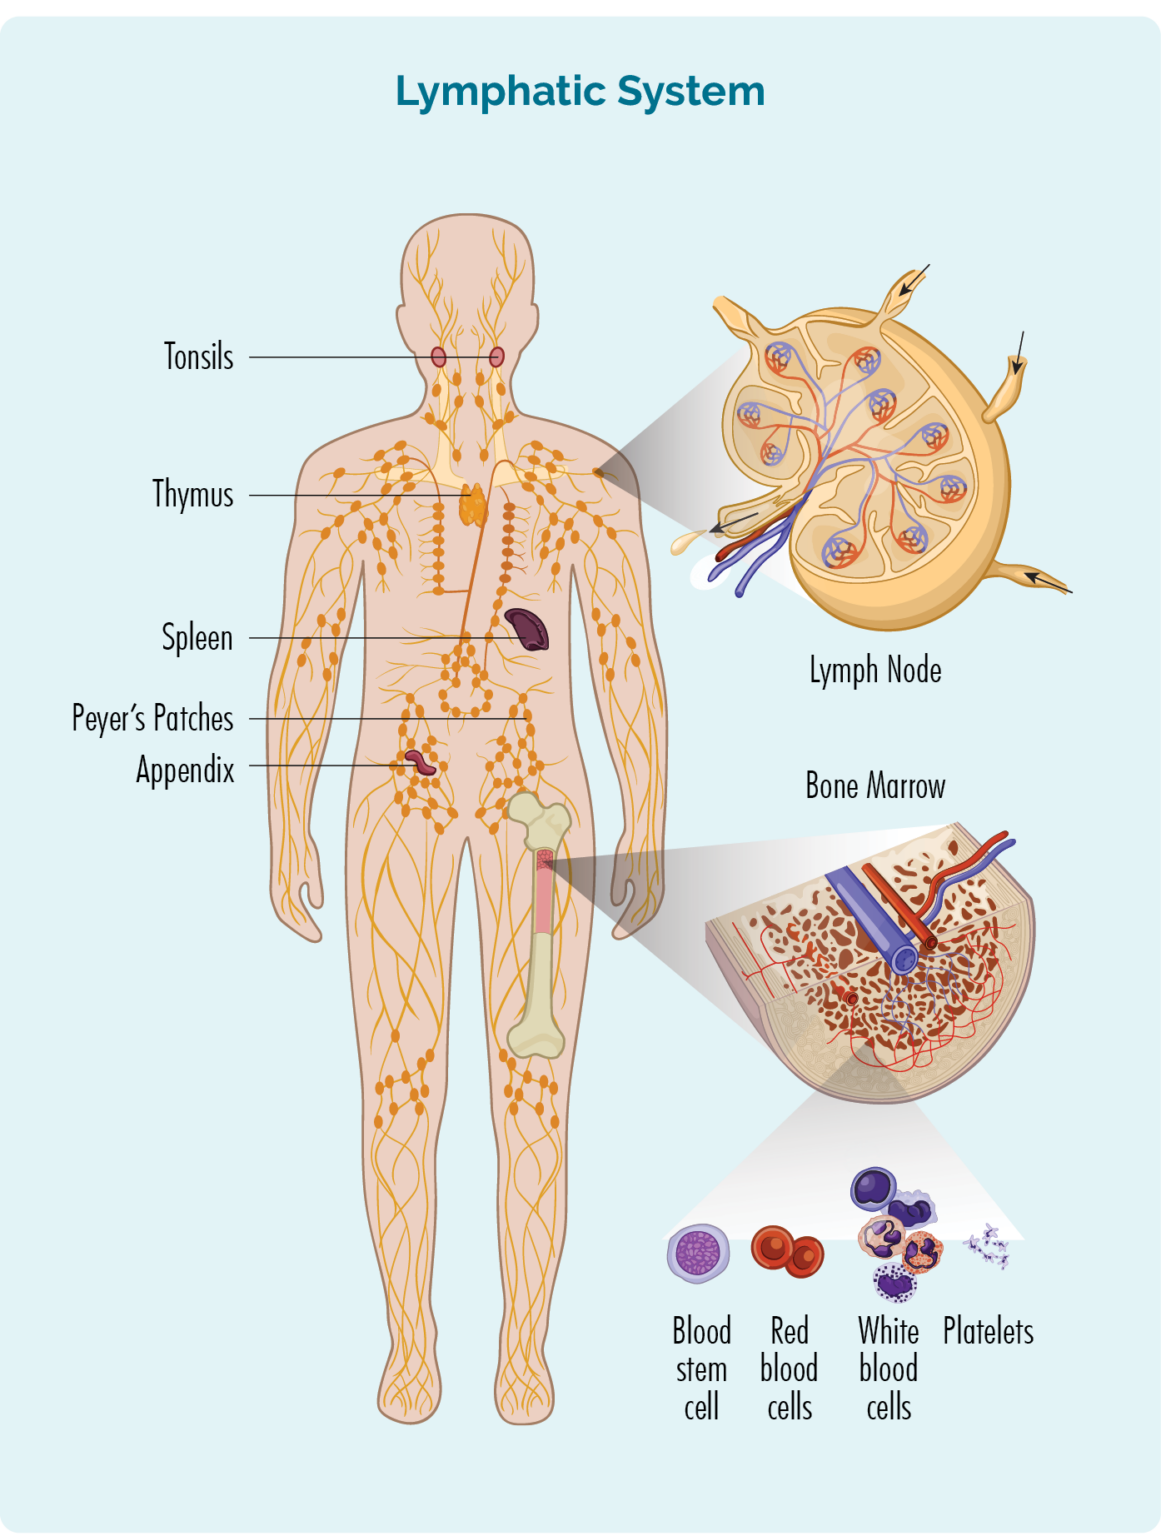 Lymphatic System
Tonsils
Thymus
Spleen
Peyer’s Patches
Appendix
Lymph Node
Bone Marrow
Blood
stem
cell
Red
blood
cells
White
blood
cells
Platelets